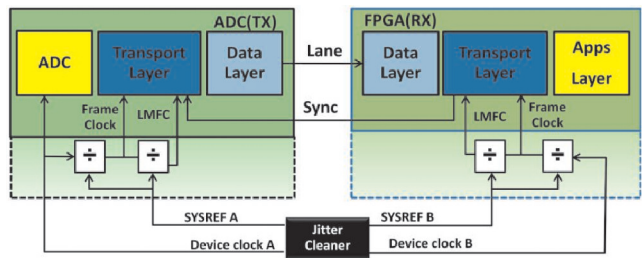 ADC(TX)
FPGA(RX)
ADC
Transport
Layer
Data
Layer
Lane
Data
Layer
Transport
Layer
Apps
Layer
Frame
Clock
LMFC
Sync
LMFC
Frame
Clock
÷
÷
÷
÷
SYSREF A
Jitter
Cleaner
SYSREF B
Device clock A
Device clock B